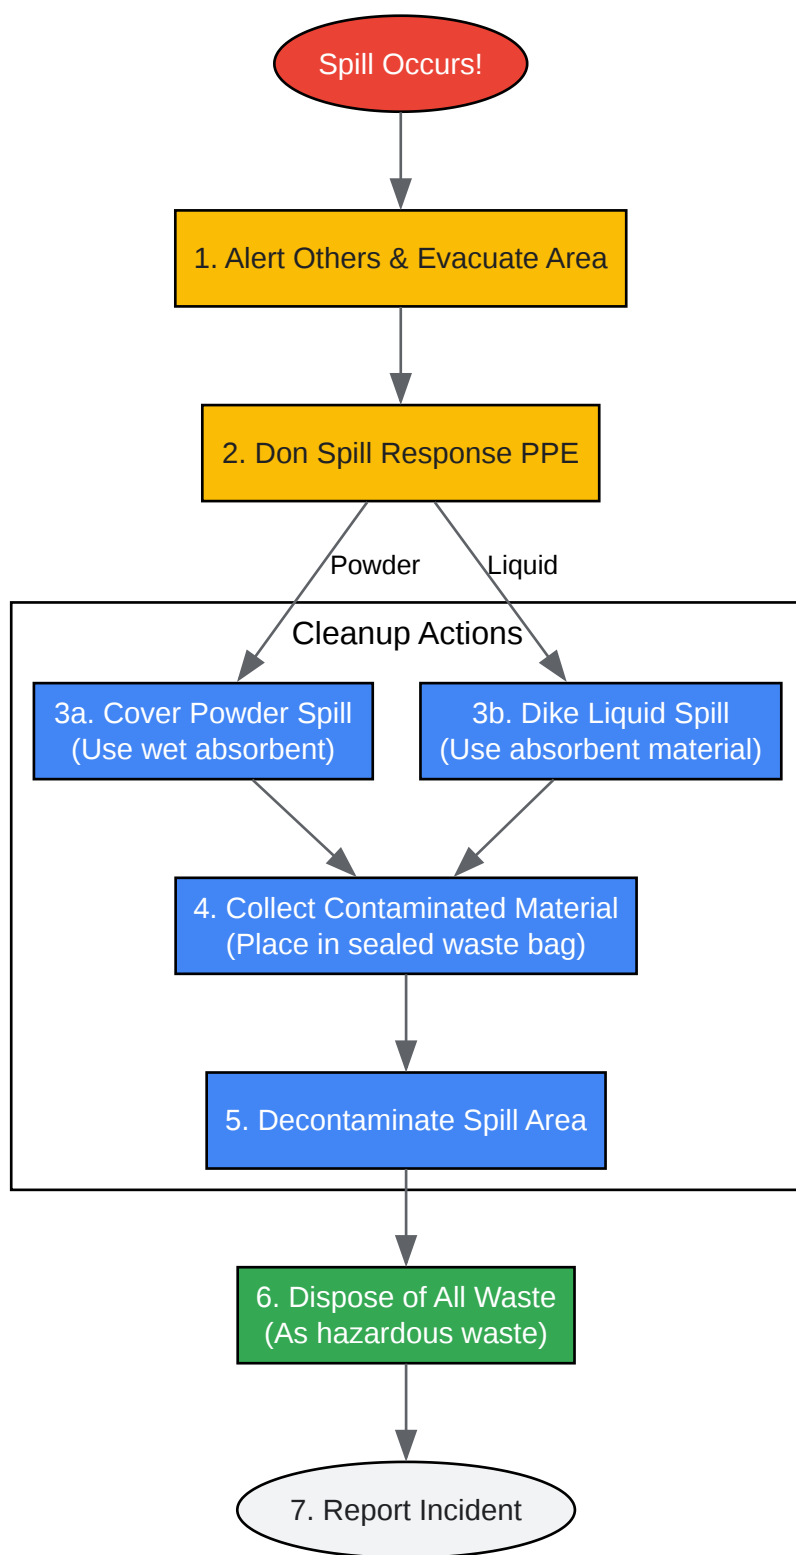 Spill Occurs!
1. Alert Others & Evacuate Area
2. Don Spill Response PPE
Powder
Liquid
Cleanup Actions
3a. Cover Powder Spill
(Use wet absorbent)
3b. Dike Liquid Spill
(Use absorbent material)
4. Collect Contaminated Material
(Place in sealed waste bag)
5. Decontaminate Spill Area
6. Dispose of All Waste
(As hazardous waste)
7. Report Incident